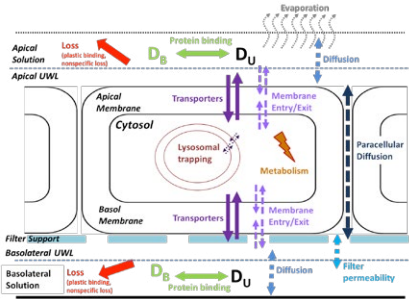 Evaporation
Protein binding
Apical
Solution
Loss
(plastic binding,
nonspecific loss)
DB
DU
Diffusion
Apical UWL
Apical
Membrane
Transporters
Membrane
Entry/Exit
Cytosol
Lysosomal
trapping
Metabolism
Paracellular
Diffusion
Basol
Membrane
Transporters
Membrane
Entry/Exit
Filter Support
Basolateral UWL
Basolateral
Solution
Loss
(plastic binding,
nonspecific loss)
DB
DU
Protein binding
Diffusion
Filter
permeability